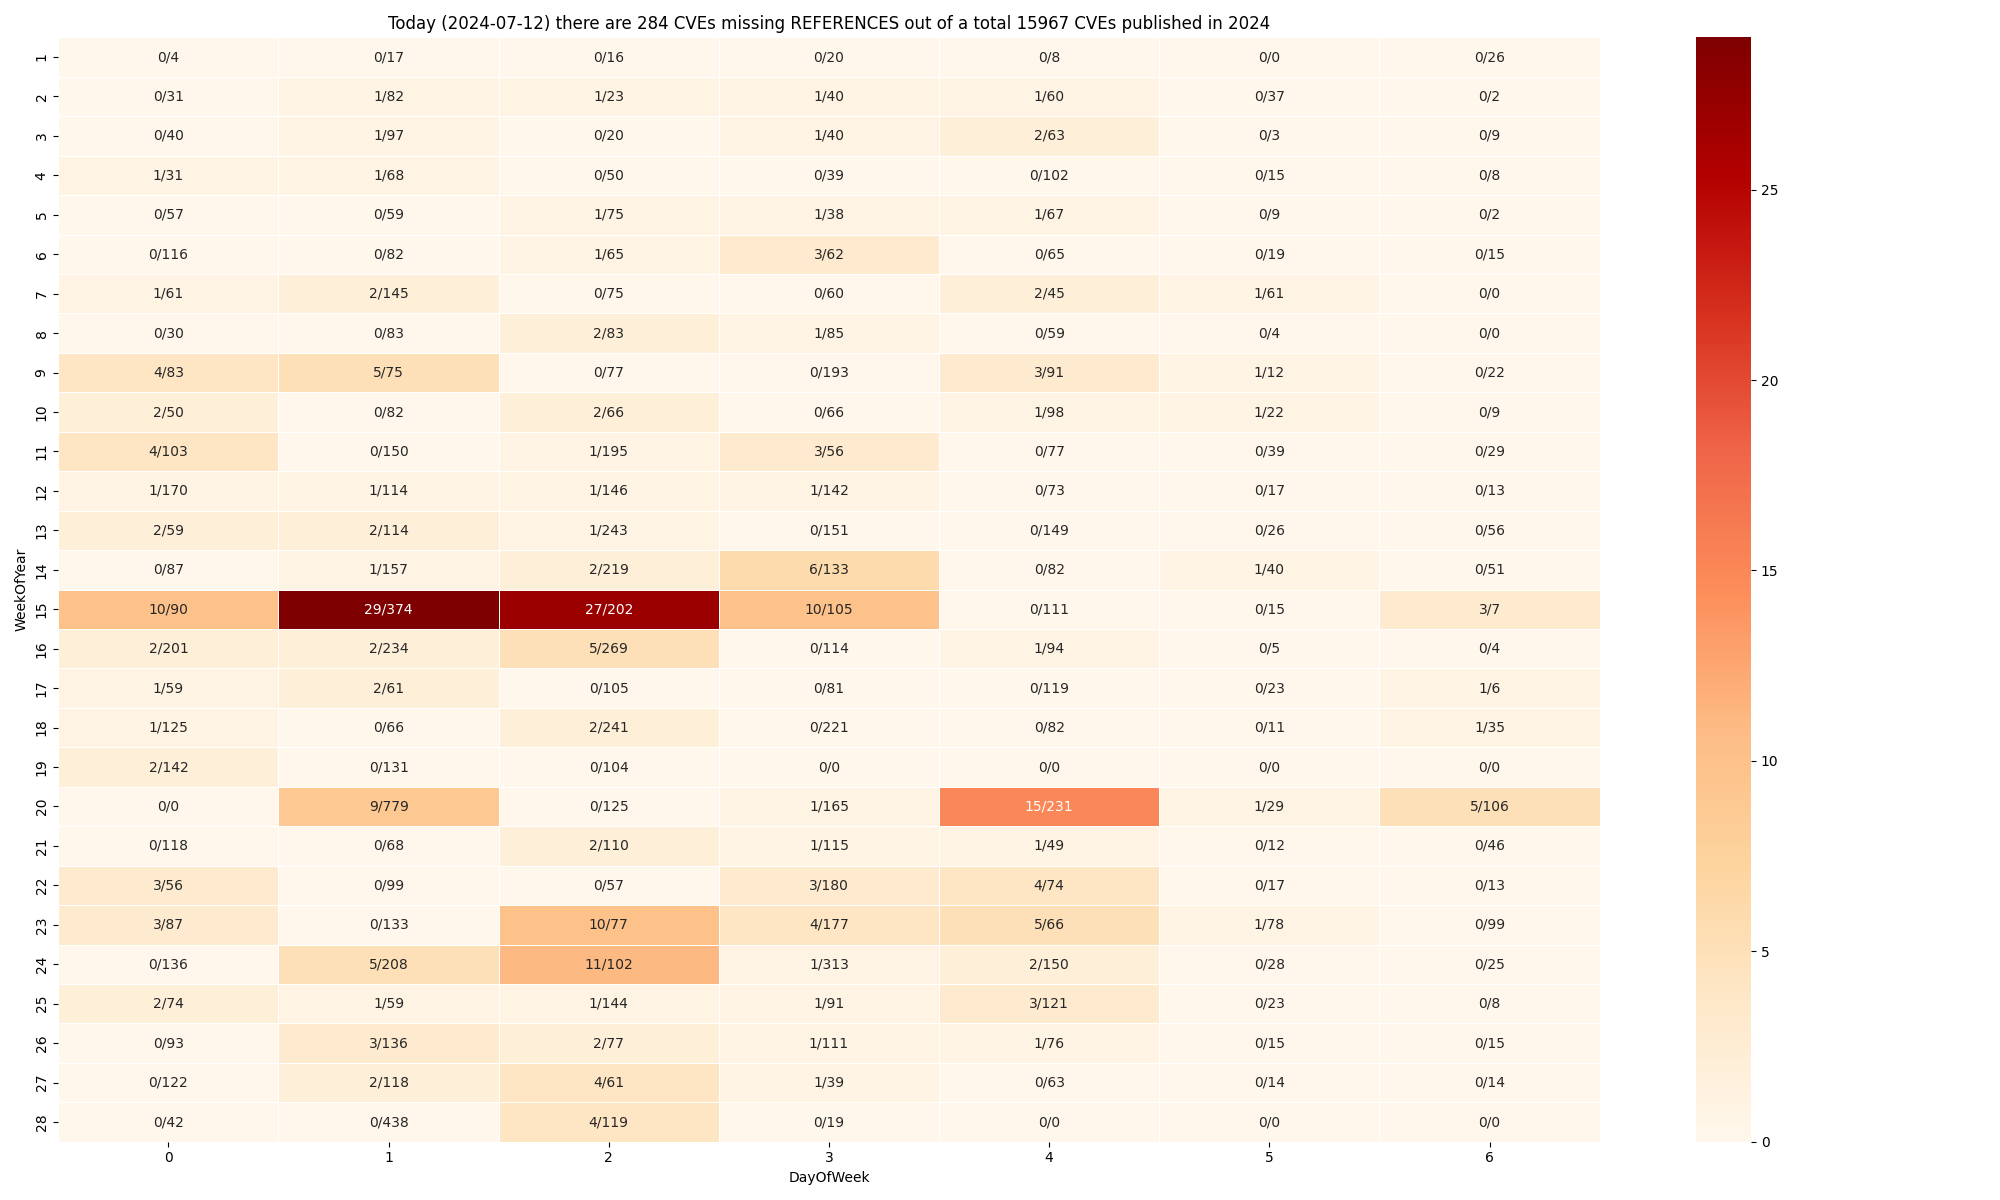 Today (2024-07-12) there are 284 CVEs missing REFERENCES out of a total 15967 CVEs published in 2024
WeekOfYear
1 0/4 0/17 0/16 0/20 0/8 0/0 0/26
2 0/31 1/82 1/23 1/40 1/60 0/37 0/2
3 0/40 1/97 0/20 1/40 2/63 0/3 0/9
4 1/31 1/68 0/50 0/39 0/102 0/15 0/8
5 0/57 0/59 1/75 1/38 1/67 0/9 0/2
6 0/116 0/82 1/65 3/62 0/65 0/19 0/15
7 1/61 2/145 0/75 0/60 2/45 1/61 0/0
8 0/30 0/83 2/83 1/85 0/59 0/4 0/0
9 4/83 5/75 0/77 0/193 3/91 1/12 0/22
10 2/50 0/82 2/66 0/66 1/98 1/22 0/9
11 4/103 0/150 1/195 3/56 0/77 0/39 0/29
12 1/170 1/114 1/146 1/142 0/73 0/17 0/13
13 2/59 2/114 1/243 0/151 0/149 0/26 0/56
14 0/87 1/157 2/219 6/133 0/82 1/40 0/51
15 10/90 29/374 27/202 10/105 0/111 0/15 3/7
16 2/201 2/234 5/269 0/114 1/94 0/5 0/4
17 1/59 2/61 0/105 0/81 0/119 0/23 1/6
18 1/125 0/66 2/241 0/221 0/82 0/11 1/35
19 2/142 0/131 0/104 0/0 0/0 0/0 0/0
20 0/0 9/779 0/125 1/165 15/231 1/29 5/106
21 0/118 0/68 2/110 1/115 1/49 0/12 0/46
22 3/56 0/99 0/57 3/180 4/74 0/17 0/13
23 3/87 0/133 10/77 4/177 5/66 1/78 0/99
24 0/136 5/208 11/102 1/313 2/150 0/28 0/25
25 2/74 1/59 1/144 1/91 3/121 0/23 0/8
26 0/93 3/136 2/77 1/111 1/76 0/15 0/15
27 0/122 2/118 4/61 1/39 0/63 0/14 0/14
28 0/42 0/438 4/119 0/19 0/0 0/0 0/0
0 1 2 3 4 5 6
DayOfWeek
25
20
15
10
5
0